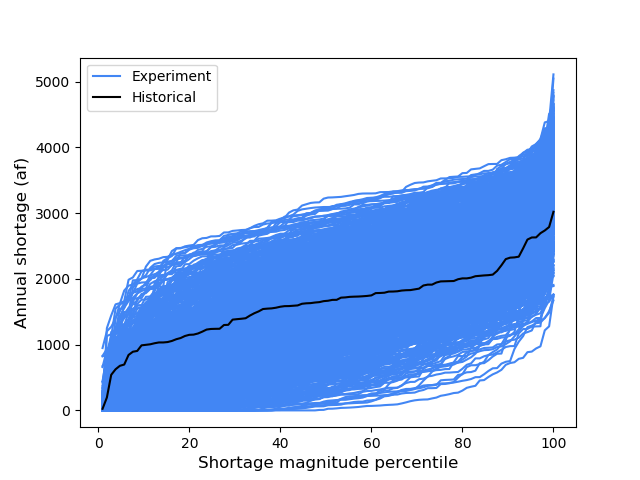 Experiment
Historical
5000
4000
3000
2000
1000
0
Annual shortage (af)
0 20 40 60 80 100
Shortage magnitude percentile